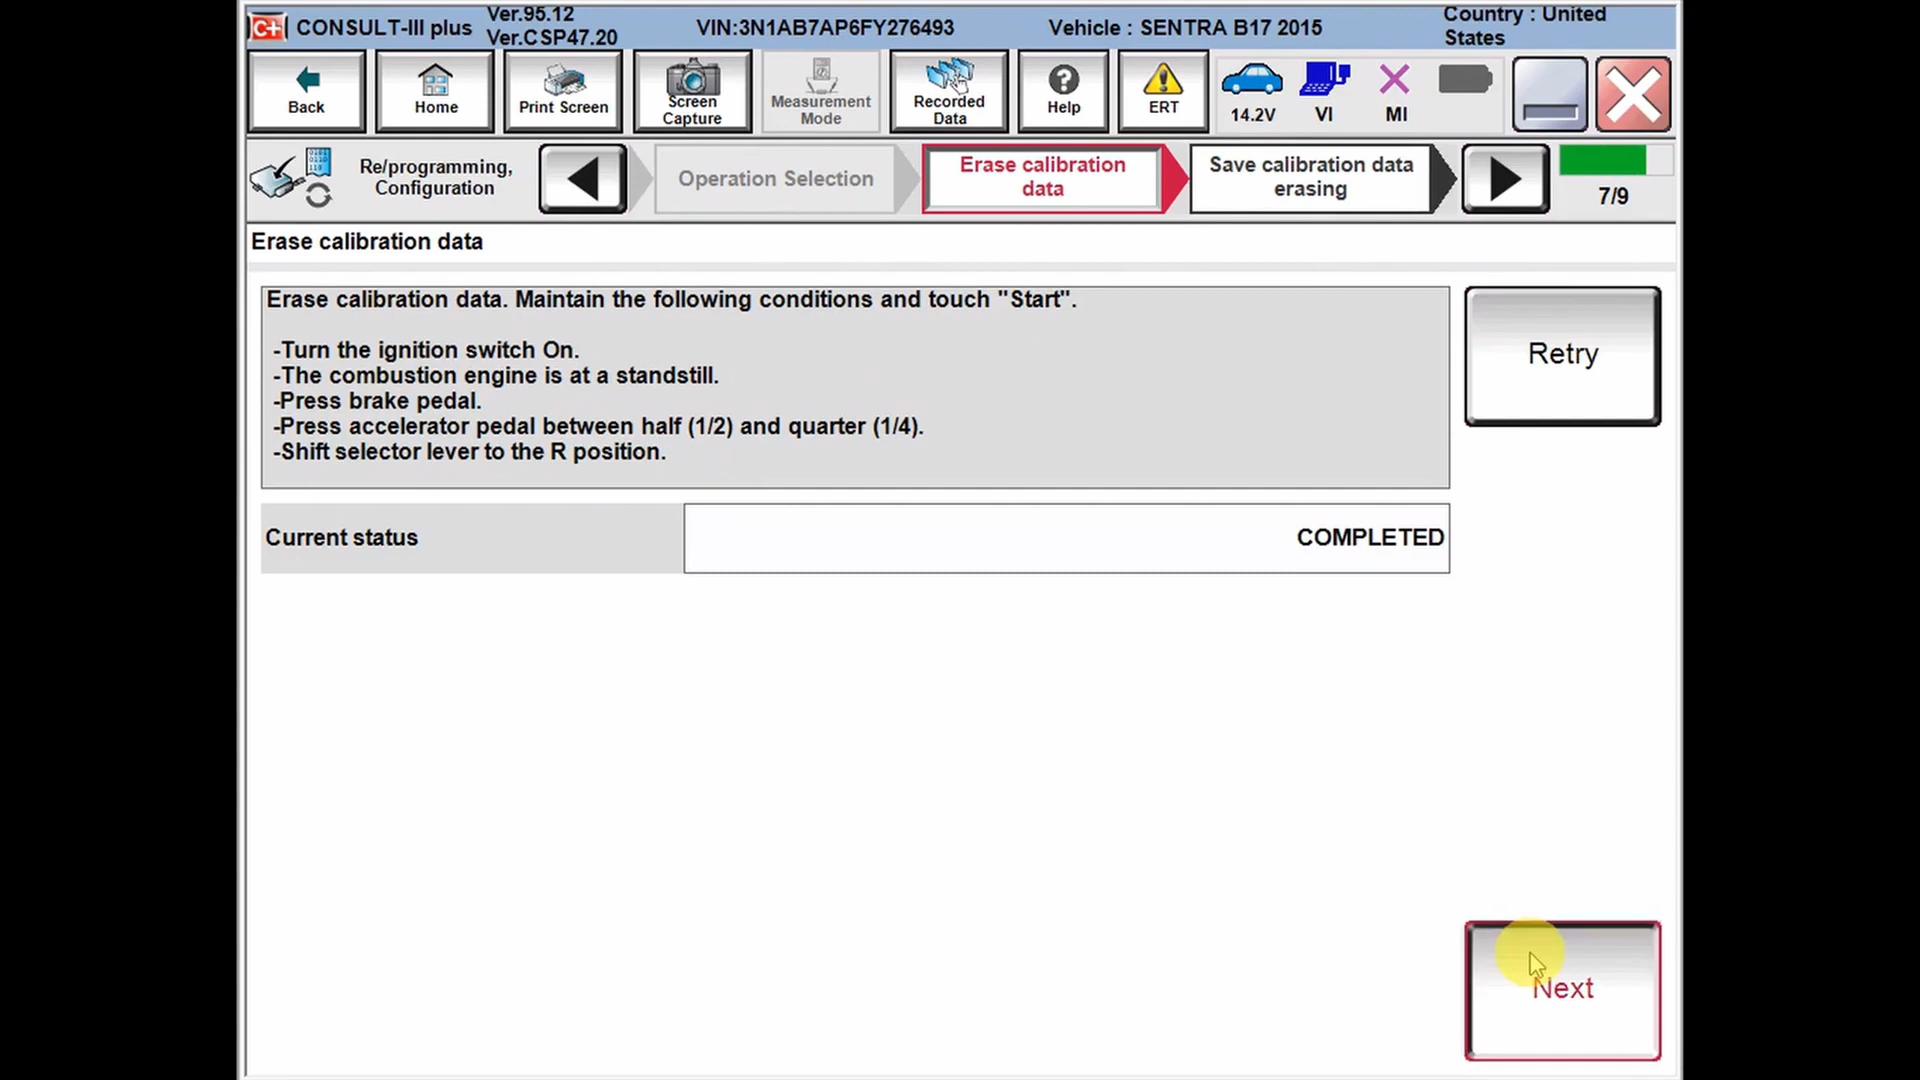 C+ CONSULT-III plus
Ver.95.12
Ver.CSP47.20
VIN:3N1AB7AP6FY276493
Vehicle : SENTRA B17 2015
Country : United
States
Back
Home
Print Screen
Screen
Capture
Measurement
Mode
Recorded
Data
Help
ERT
14.2V
VI
MI
Re/programming,
Configuration
Operation Selection
Erase calibration
data
Save calibration data
erasing
7/9
Erase calibration data
Erase calibration data. Maintain the following conditions and touch "Start".
-Turn the ignition switch On.
-The combustion engine is at a standstill.
-Press brake pedal.
-Press accelerator pedal between half (1/2) and quarter (1/4).
-Shift selector lever to the R position.
Retry
Current status
COMPLETED
Next